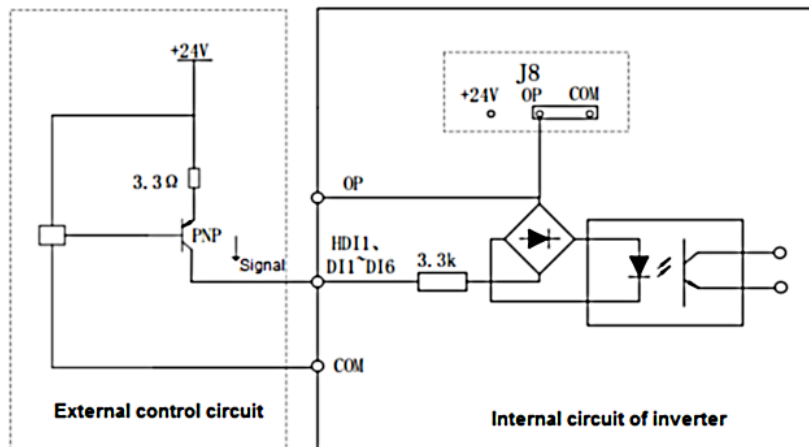 +24V
3.3Ω
PNP
Signal
External control circuit
J8
+24V OP COM
OP
HDI1、
DI1~DI6
3.3k
COM
Internal circuit of inverter